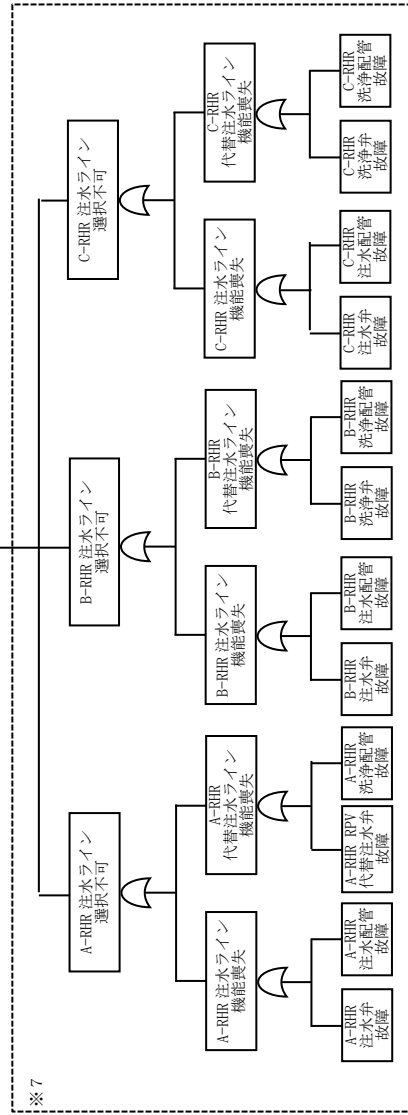 ※7
A-RHR 注水ライン
選択不可
B-RHR 注水ライン
選択不可
C-RHR 注水ライン
選択不可
A-RHR 注水ライン
機能喪失
A-RHR
代替注水ライン
機能喪失
B-RHR 注水ライン
機能喪失
B-RHR
代替注水ライン
機能喪失
C-RHR 注水ライン
機能喪失
C-RHR
代替注水ライン
機能喪失
A-RHR
注水弁
故障
A-RHR
注水配管
故障
A-RHR RPV
代替注水弁
故障
A-RHR
洗浄配管
故障
B-RHR
注水弁
故障
B-RHR
注水配管
故障
B-RHR
洗浄弁
故障
B-RHR
洗浄配管
故障
C-RHR
注水弁
故障
C-RHR
注水配管
故障
C-RHR
洗浄弁
故障
C-RHR
洗浄配管
故障